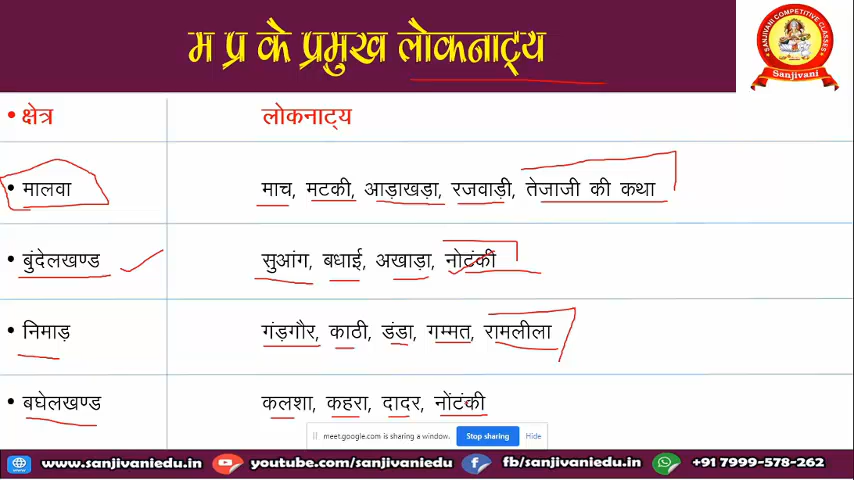 म प्र के प्रमुख लोकनाट्य
SANJIVANI COMPETITIVE CLASSES
Sanjivani
• क्षेत्र लोकनाट्य
• मालवा माच, मटकी, आड़ाखड़ा, रजवाड़ी, तेजाजी की कथा
• बुंदेलखण्ड सुआंग, बधाई, अखाड़ा, नोटंकी
• निमाड़ गंड़गौर, काठी, डंडा, गम्मत, रामलीला
• बघेलखण्ड कलशा, कहरा, दादर, नोंटंकी
meet.google.com is sharing a window. Stop sharing Hide
www.sanjivaniedu.in youtube.com/sanjivaniedu fb/sanjivaniedu.in +91 7999-578-262